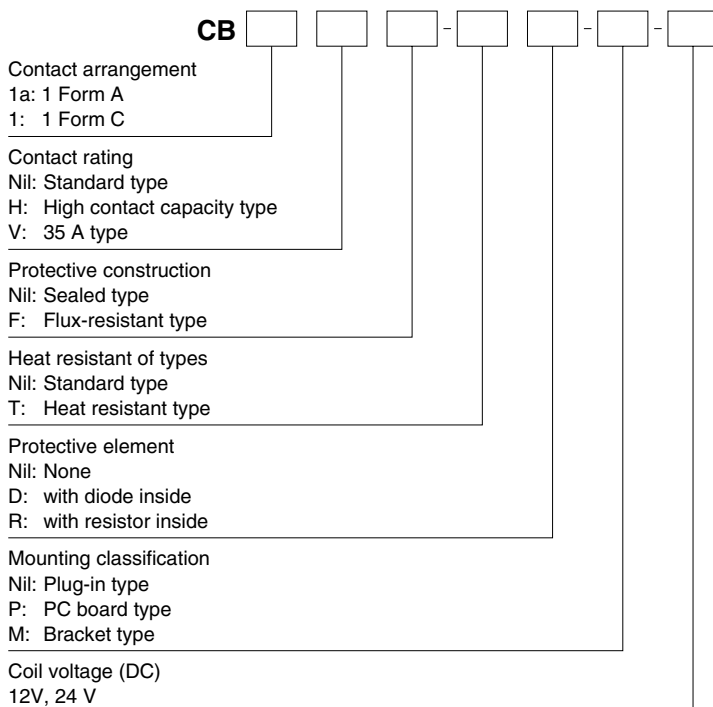 CB - - -
Contact arrangement
1a: 1 Form A
1: 1 Form C
Contact rating
Nil: Standard type
H: High contact capacity type
V: 35 A type
Protective construction
Nil: Sealed type
F: Flux-resistant type
Heat resistant of types
Nil: Standard type
T: Heat resistant type
Protective element
Nil: None
D: with diode inside
R: with resistor inside
Mounting classification
Nil: Plug-in type
P: PC board type
M: Bracket type
Coil voltage (DC)
12V, 24 V